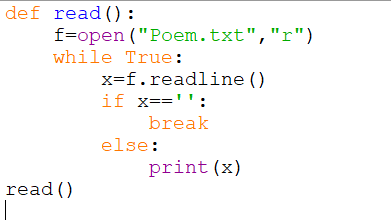 def read():
    f=open("Poem.txt","r")
    while True:
        x=f.readline()
        if x=='':
            break
        else:
            print(x)
read()